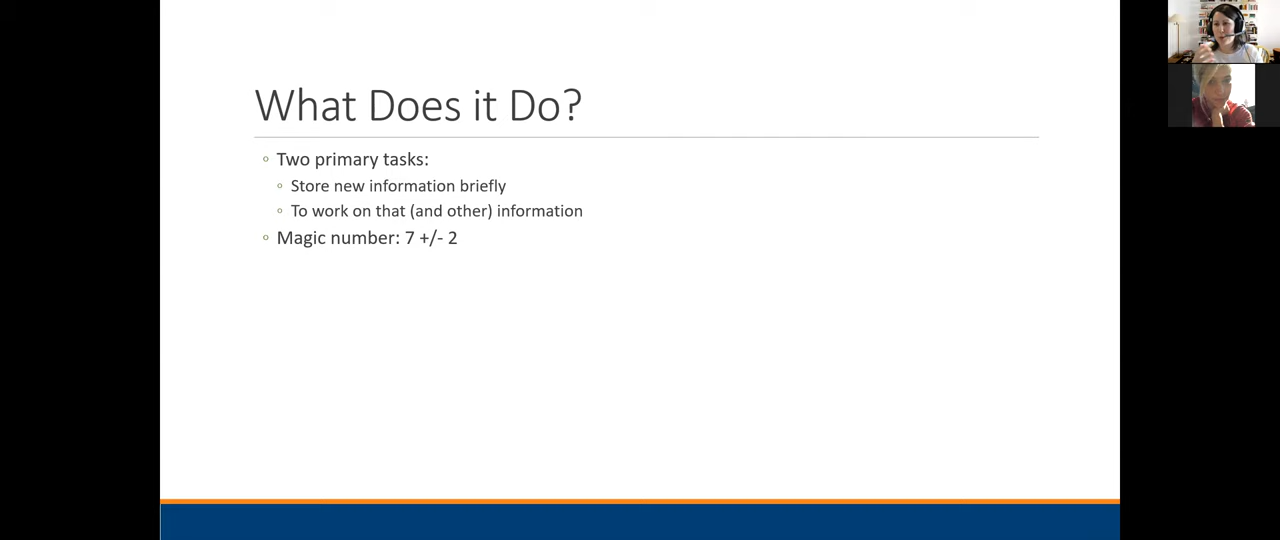 What Does it Do?
Two primary tasks:
Store new information briefly
To work on that (and other) information
Magic number: 7 +/- 2